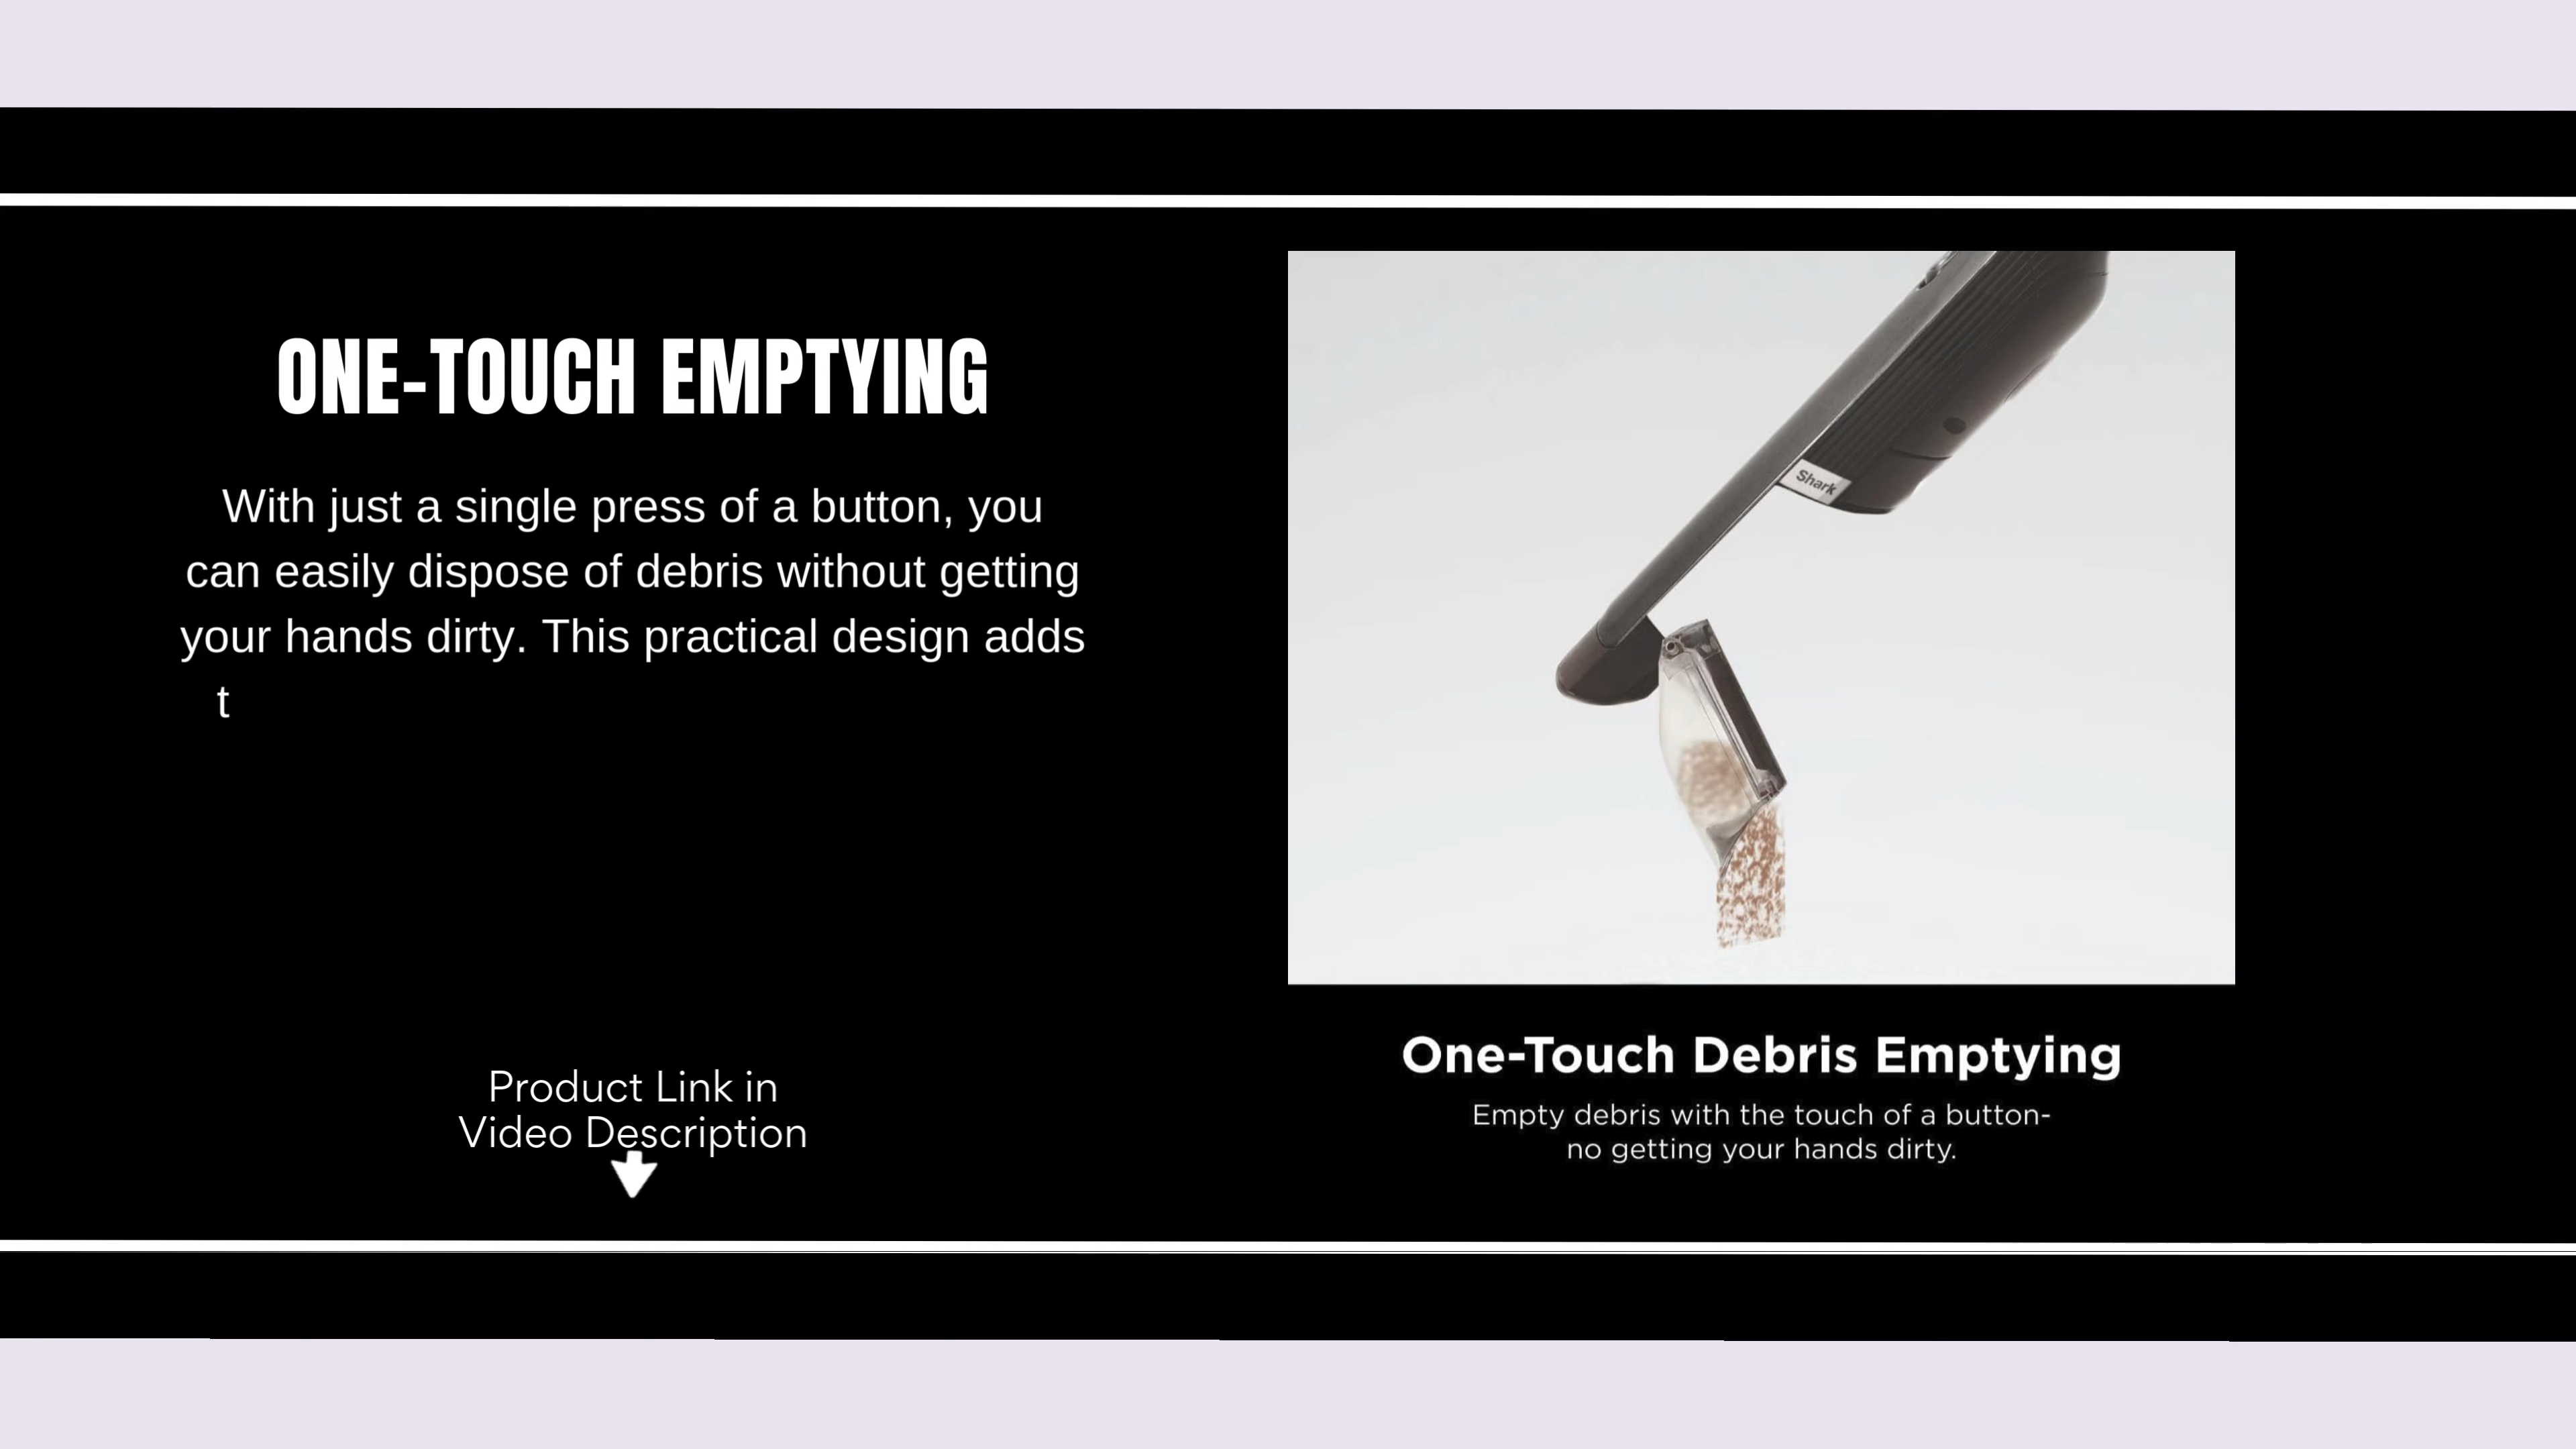 ONE-TOUCH EMPTYING
With just a single press of a button, you
can easily dispose of debris without getting
your hands dirty. This practical design adds
t
Product Link in
Video Description
Shark
One-Touch Debris Emptying
Empty debris with the touch of a button-
no getting your hands dirty.